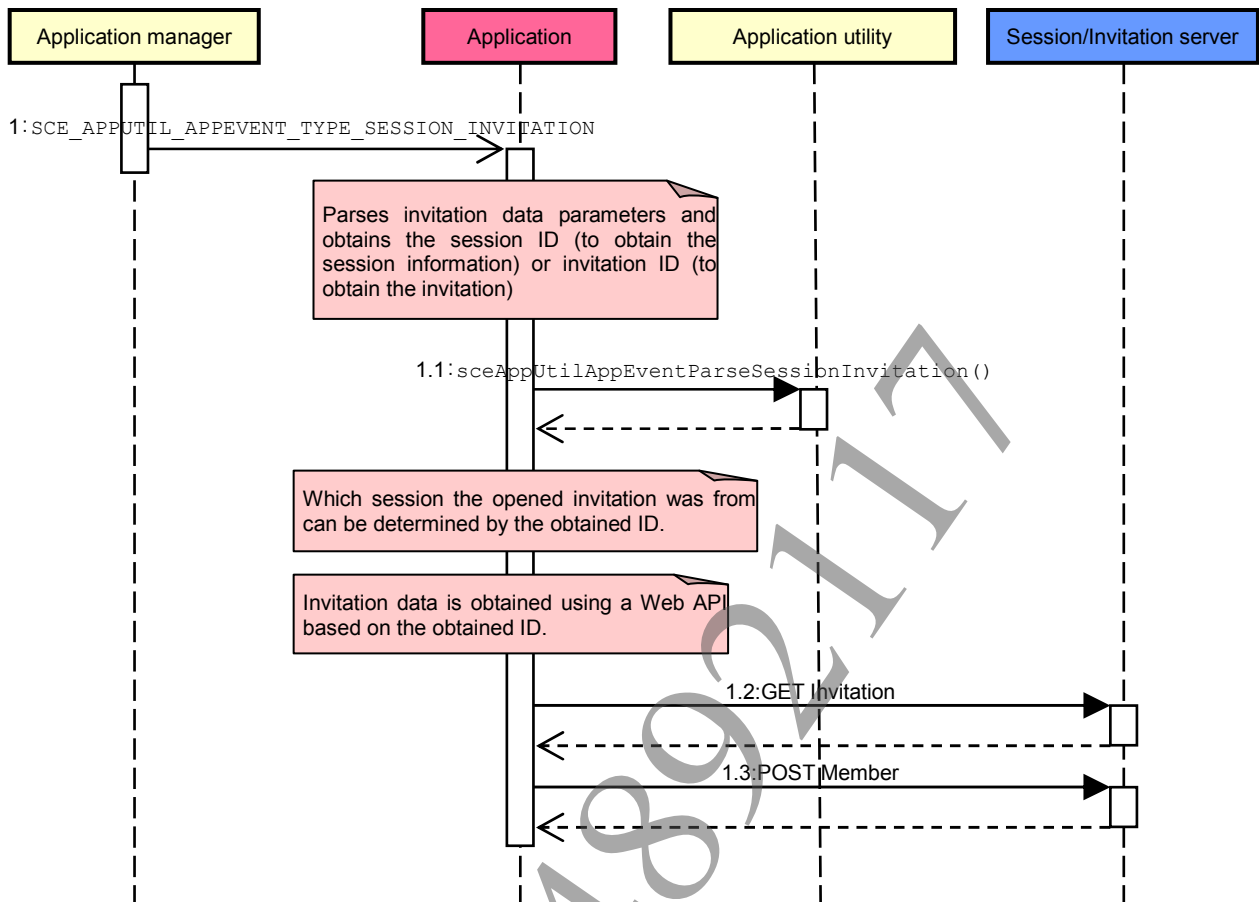 Application manager
Application
Application utility
Session/Invitation server
1:SCE_APPUTIL_APPEVENT_TYPE_SESSION_INVITATION
Parses invitation data parameters and
obtains the session ID (to obtain the
session information) or invitation ID (to
obtain the invitation)
1.1:sceAppUtilAppEventParseSessionInvitation()
Which session the opened invitation was from
can be determined by the obtained ID.
Invitation data is obtained using a Web API
based on the obtained ID.
1.2:GET Invitation
1.3:POST Member
489217